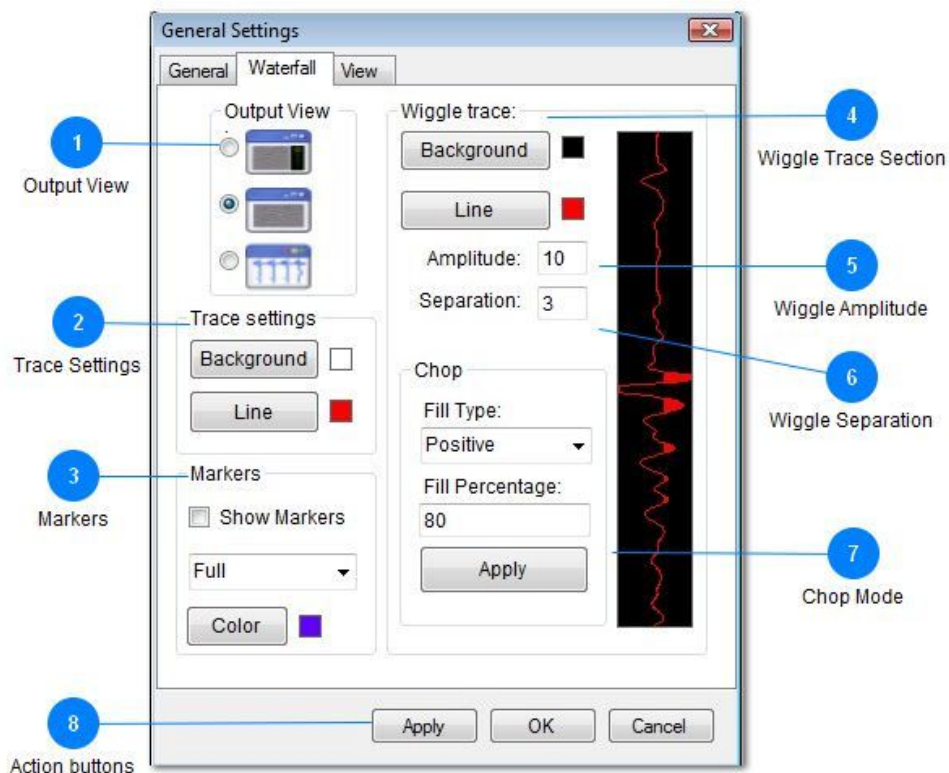 General Settings
General
Waterfall
View
Output View
Wiggle trace:
1
Output View
Background
4
Wiggle Trace Section
Line
Amplitude: 10
5
Wiggle Amplitude
Separation: 3
2
Trace Settings
Trace settings
Background
Line
6
Wiggle Separation
Chop
Fill Type:
Positive
Fill Percentage:
80
Apply
7
Chop Mode
3
Markers
Markers
Show Markers
Full
Color
8
Action buttons
Apply
OK
Cancel